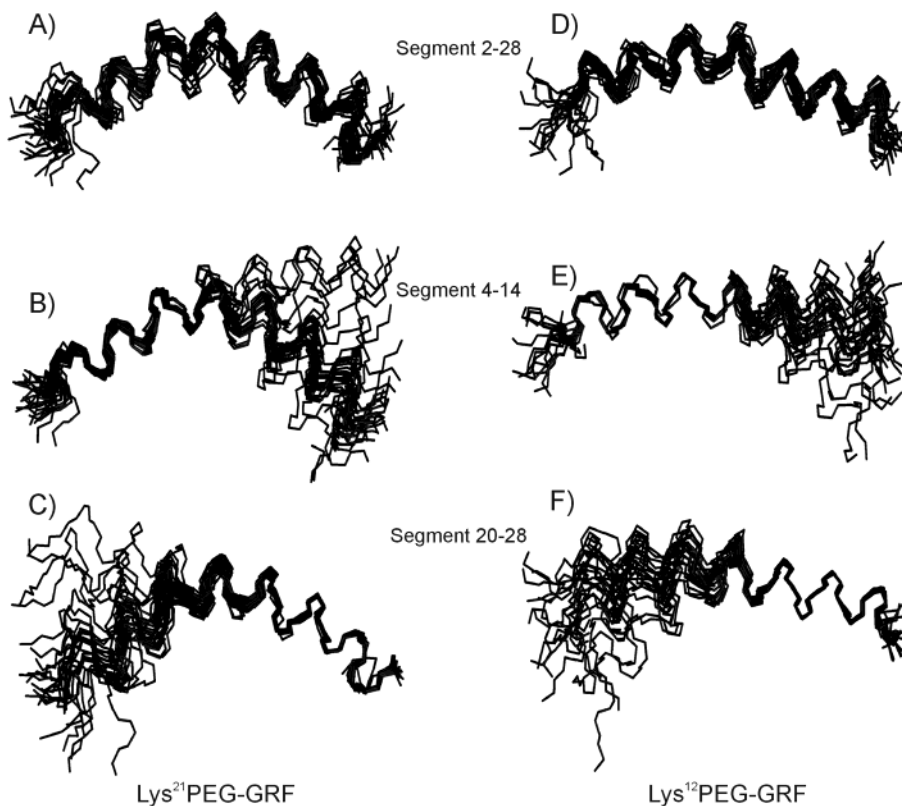 A)
D)
Segment 2-28
B)
E)
Segment 4-14
C)
F)
Segment 20-28
Lys²¹PEG-GRF
Lys¹²PEG-GRF